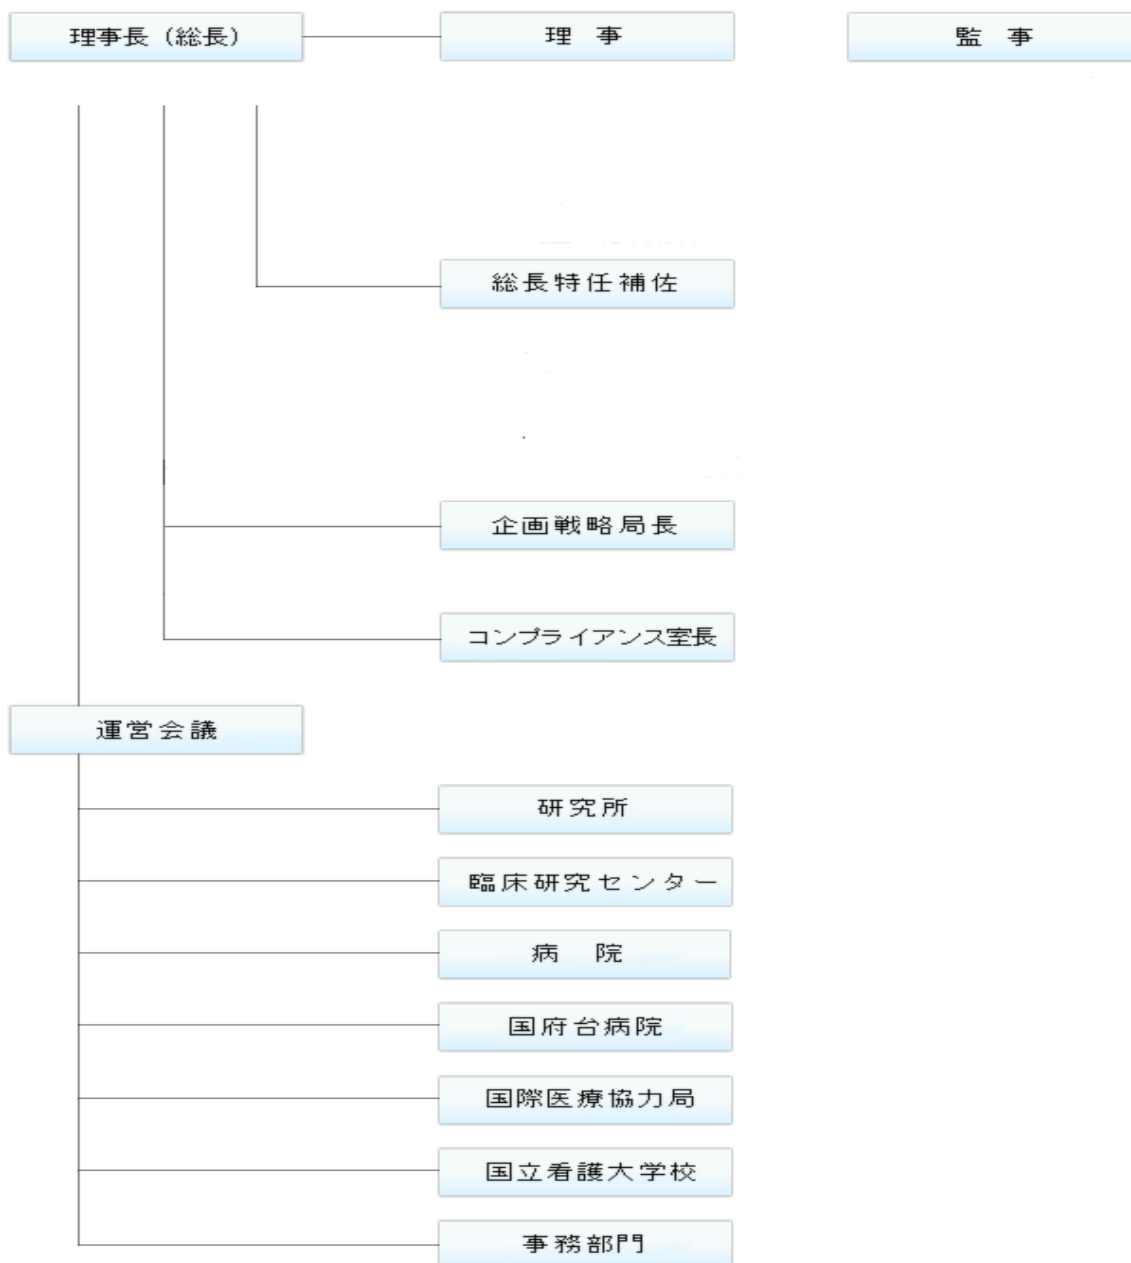 理事長（総長）
理　事
監　事
総長特任補佐
企画戦略局長
コンプライアンス室長
運営会議
研究所
臨床研究センター
病　院
国府台病院
国際医療協力局
国立看護大学校
事務部門